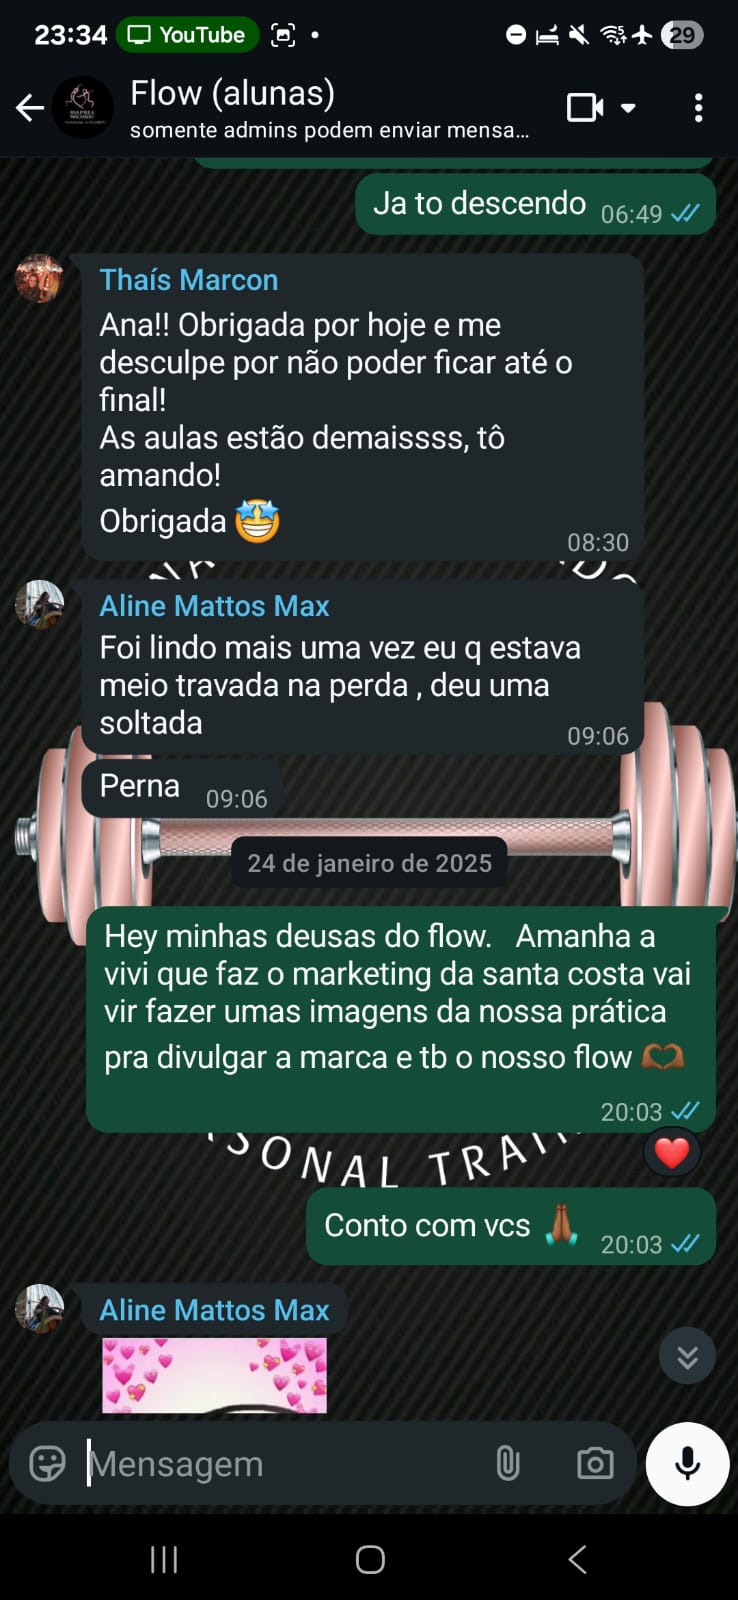 23:34 YouTube 29
Flow (alunas)
somente admins podem enviar mensa...
Ja to descendo 06:49
Thaís Marcon
Ana!! Obrigada por hoje e me
desculpe por não poder ficar até o
final!
As aulas estão demaissss, tô
amando!
Obrigada 🤩
08:30
Aline Mattos Max
Foi lindo mais uma vez eu q estava
meio travada na perda , deu uma
soltada
09:06
Perna 09:06
24 de janeiro de 2025
Hey minhas deusas do flow. Amanha a
vivi que faz o marketing da santa costa vai
vir fazer umas imagens da nossa prática
pra divulgar a marca e tb o nosso flow 🫶🏾
20:03
❤️
Conto com vcs 🙏🏾 20:03
Aline Mattos Max
Mensagem